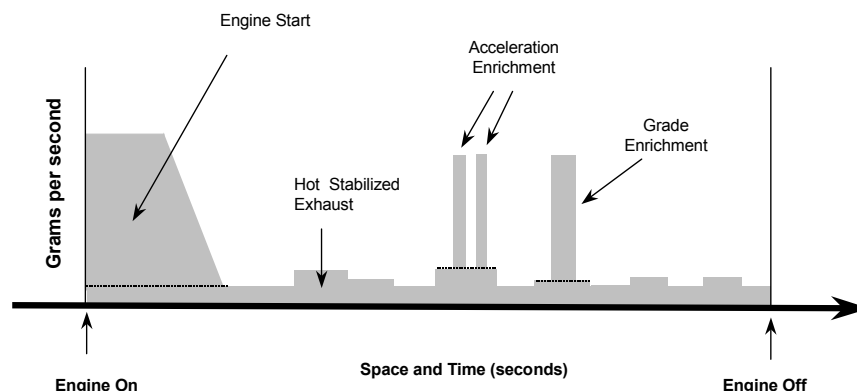 Engine Start
Acceleration
Enrichment
Grade
Enrichment
Hot Stabilized
Exhaust
Grams per second
Space and Time (seconds)
Engine On
Engine Off